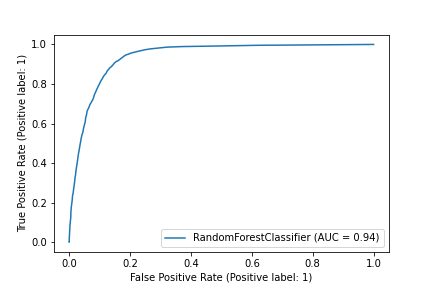 1.0
0.8
0.6
0.4
0.2
0.0
True Positive Rate (Positive label: 1)
RandomForestClassifier (AUC = 0.94)
0.0 0.2 0.4 0.6 0.8 1.0
False Positive Rate (Positive label: 1)